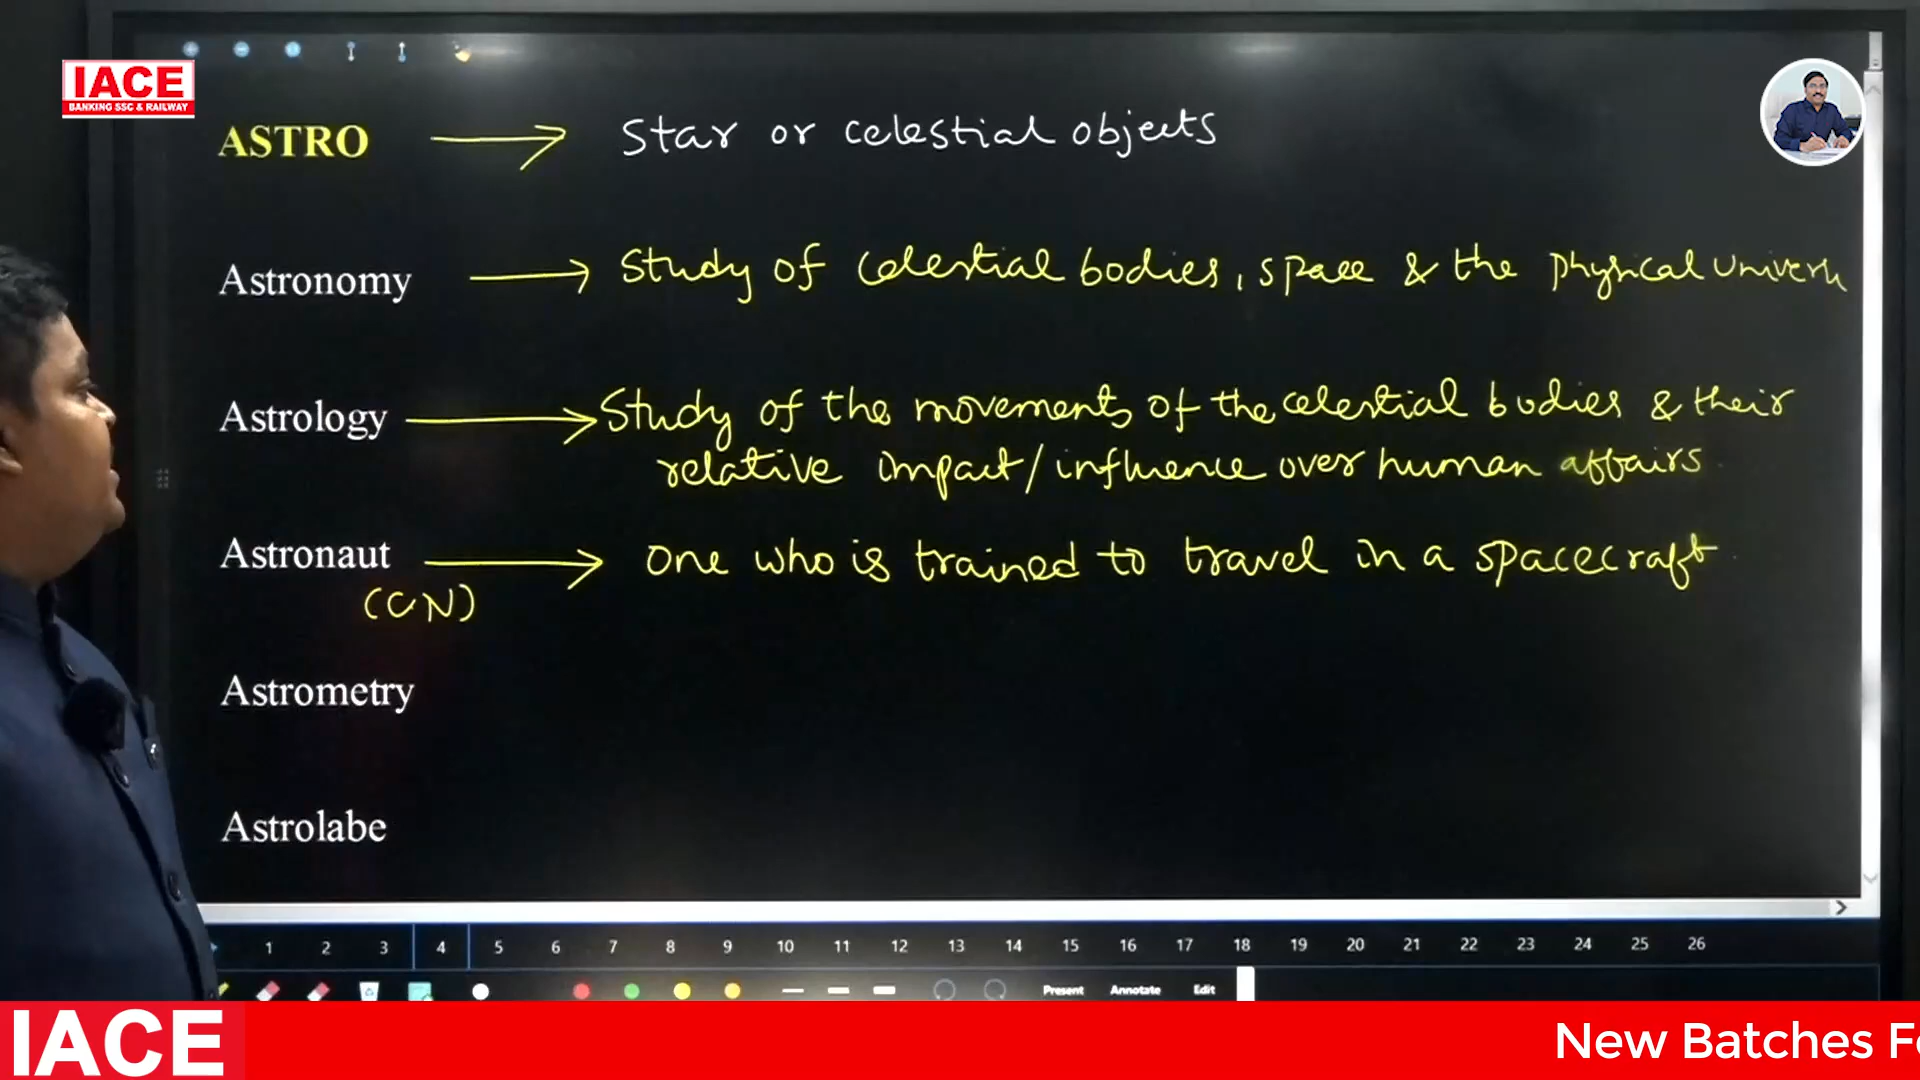 IACE
BANKING SSC & RAILWAY
ASTRO → Star or celestial objects
Astronomy → Study of celestial bodies, space & the physical univers
Astrology → Study of the movements of the celestial bodies & their
relative impact/influence over human affairs
Astronaut → One who is trained to travel in a spacecraft
(CN)
Astrometry
Astrolabe
1 2 3 4 5 6 7 8 9 10 11 12 13 14 15 16 17 18 19 20 21 22 23 24 25 26
Present Annotate Edit
IACE
New Batches F